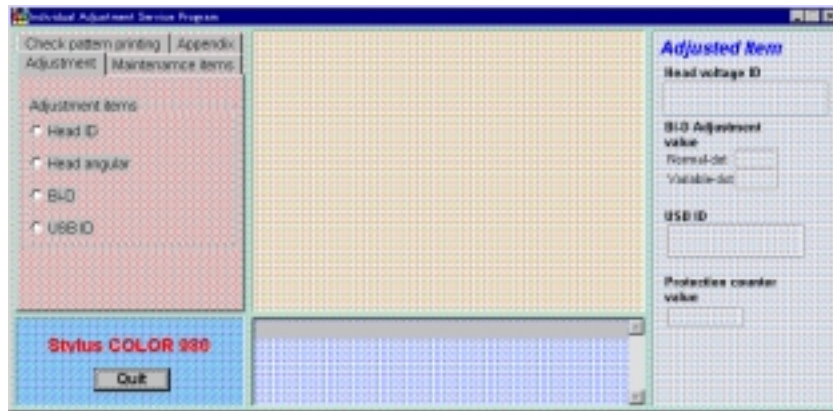 Individual Adjustment Service Program
Check pattern printing
Appendix
Adjustment
Maintenamce items
Adjustment items
Head ID
Head angular
Bi-D
USB ID
Stylus COLOR 980
Quit
Adjusted Item
Head voltage ID
Bi-D Adjustment
value
Normal-dot
Variable-dot
USB ID
Protection counter
value